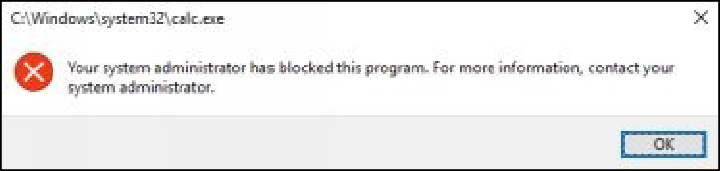 C:\Windows\system32\calc.exe
Your system administrator has blocked this program. For more information, contact your
system administrator.
OK